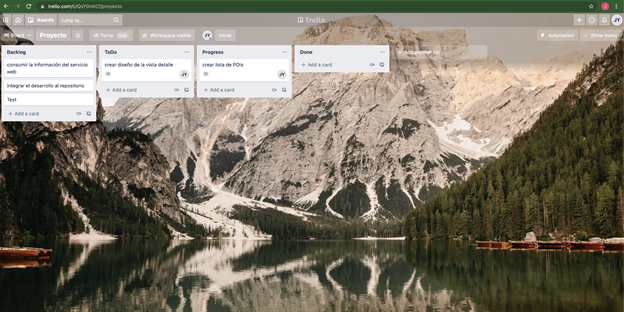 trello.com/b/QoY0mtCf/proyecto
Boards
Jump to...
Trello
J
JY
Board
Proyecto
Mi Turno
Free
Workspace visible
JY
Invite
Automation
Show menu
Backlog
consumir la información del servicio
web
integrar el desarrollo al repositorio
Test
+ Add a card
ToDo
crear diseño de la vista detalle
JY
+ Add a card
Progress
crear lista de POIs
JY
+ Add a card
Done
+ Add a card
+ Add another list